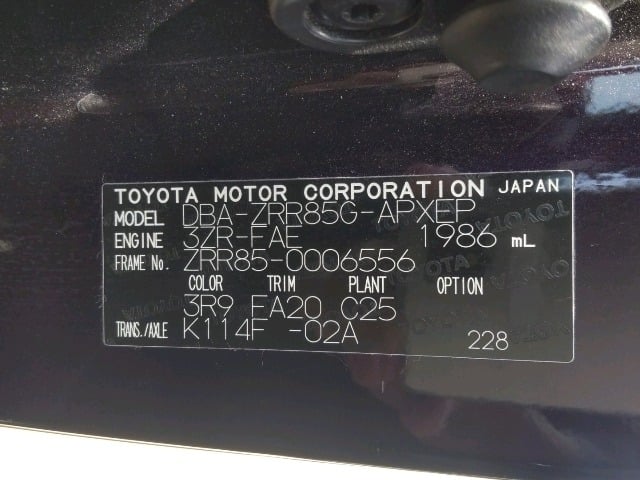 TOYOTA MOTOR CORPORATION JAPAN
MODEL DBA-ZRR85G-APXEP
ENGINE 3ZR-FAE 1986 mL
FRAME No. ZRR85-0006556
COLOR TRIM PLANT OPTION
3R9 FA20 C25
TRANS./AXLE K114F -02A
228